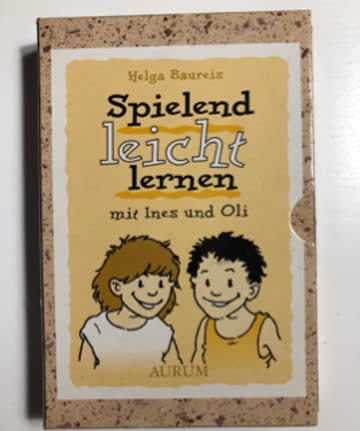 Helga Baureis
Spielend
leicht
lernen
mit Ines und Oli
AURUM